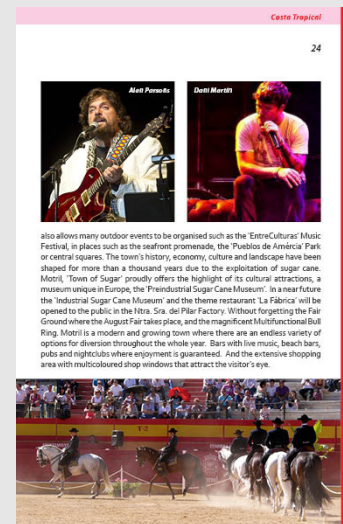 Costa Tropical
24
Alan Parsons
Dani Martín
also allows many outdoor events to be organised such as the 'EntreCulturas' Music
Festival, in places such as the seafront promenade, the 'Pueblos de América' Park
or central squares. The town's history, economy, culture and landscape have been
shaped for more than a thousand years due to the exploitation of sugar cane.
Motril, 'Town of Sugar' proudly offers the highlight of its cultural attractions, a
museum unique in Europe, the 'Preindustrial Sugar Cane Museum'. In a near future
the 'Industrial Sugar Cane Museum' and the theme restaurant 'La Fábrica' will be
opened to the public in the Ntra. Sra. del Pilar Factory. Without forgetting the Fair
Ground where the August Fair takes place, and the magnificent Multifunctional Bull
Ring. Motril is a modern and growing town where there are an endless variety of
options for diversion throughout the whole year. Bars with live music, beach bars,
pubs and nightclubs where enjoyment is guaranteed. And the extensive shopping
area with multicoloured shop windows that attract the visitor's eye.
T-2